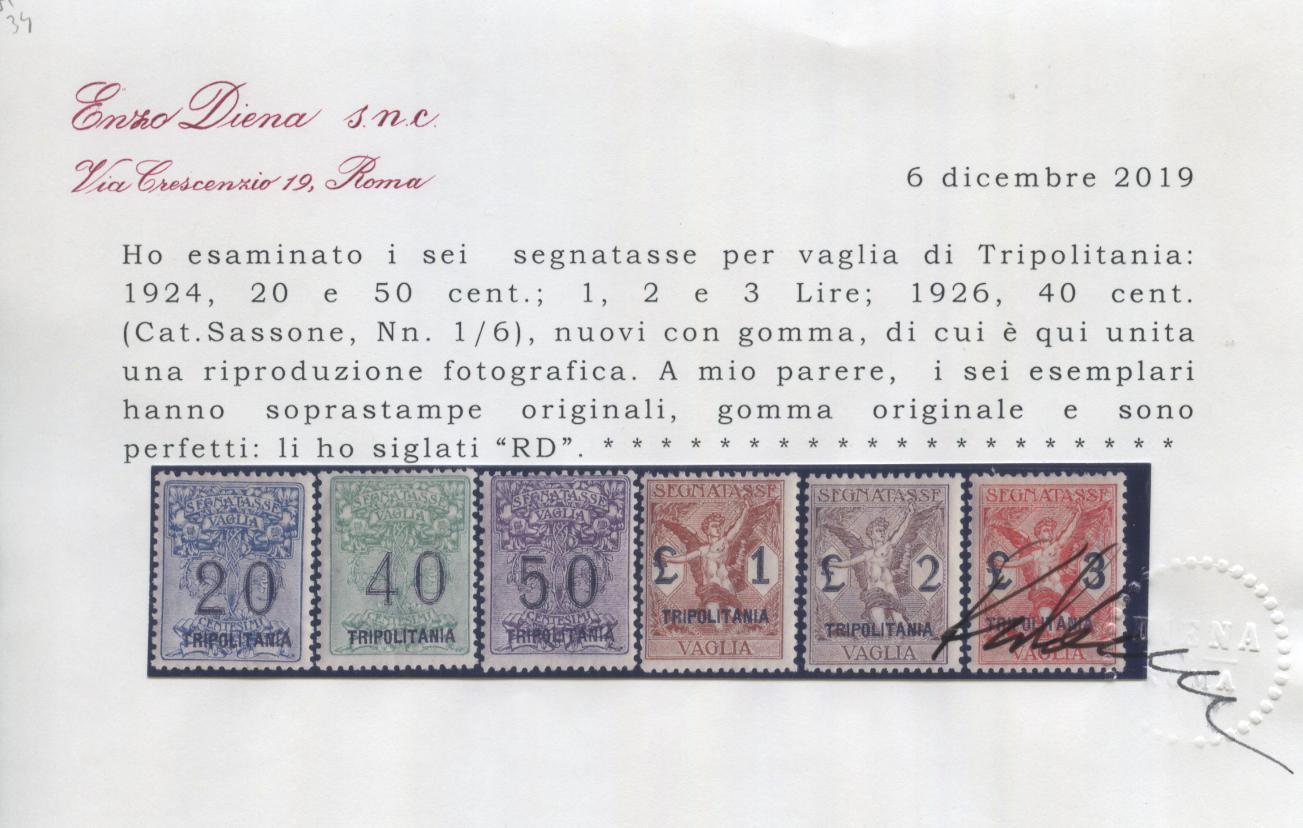 34
Enzo Diena s.n.c.
Via Crescenzio 19, Roma
6 dicembre 2019
Ho esaminato i sei segnatasse per vaglia di Tripolitania:
1924, 20 e 50 cent.; 1, 2 e 3 Lire; 1926, 40 cent.
(Cat.Sassone, Nn. 1/6), nuovi con gomma, di cui è qui unita
una riproduzione fotografica. A mio parere, i sei esemplari
hanno soprastampe originali, gomma originale e sono
perfetti: li ho siglati “RD”. * * * * * * * * * * * * * * * * * * * * *
SEGNATASSE VAGLIA 20 CENTESIMI TRIPOLITANIA
SEGNATASSE VAGLIA 40 CENTESIMI TRIPOLITANIA
SEGNATASSE VAGLIA 50 CENTESIMI TRIPOLITANIA
SEGNATASSE £ 1 TRIPOLITANIA VAGLIA
SEGNATASSE £ 2 TRIPOLITANIA VAGLIA
SEGNATASSE £ 3 TRIPOLITANIA VAGLIA